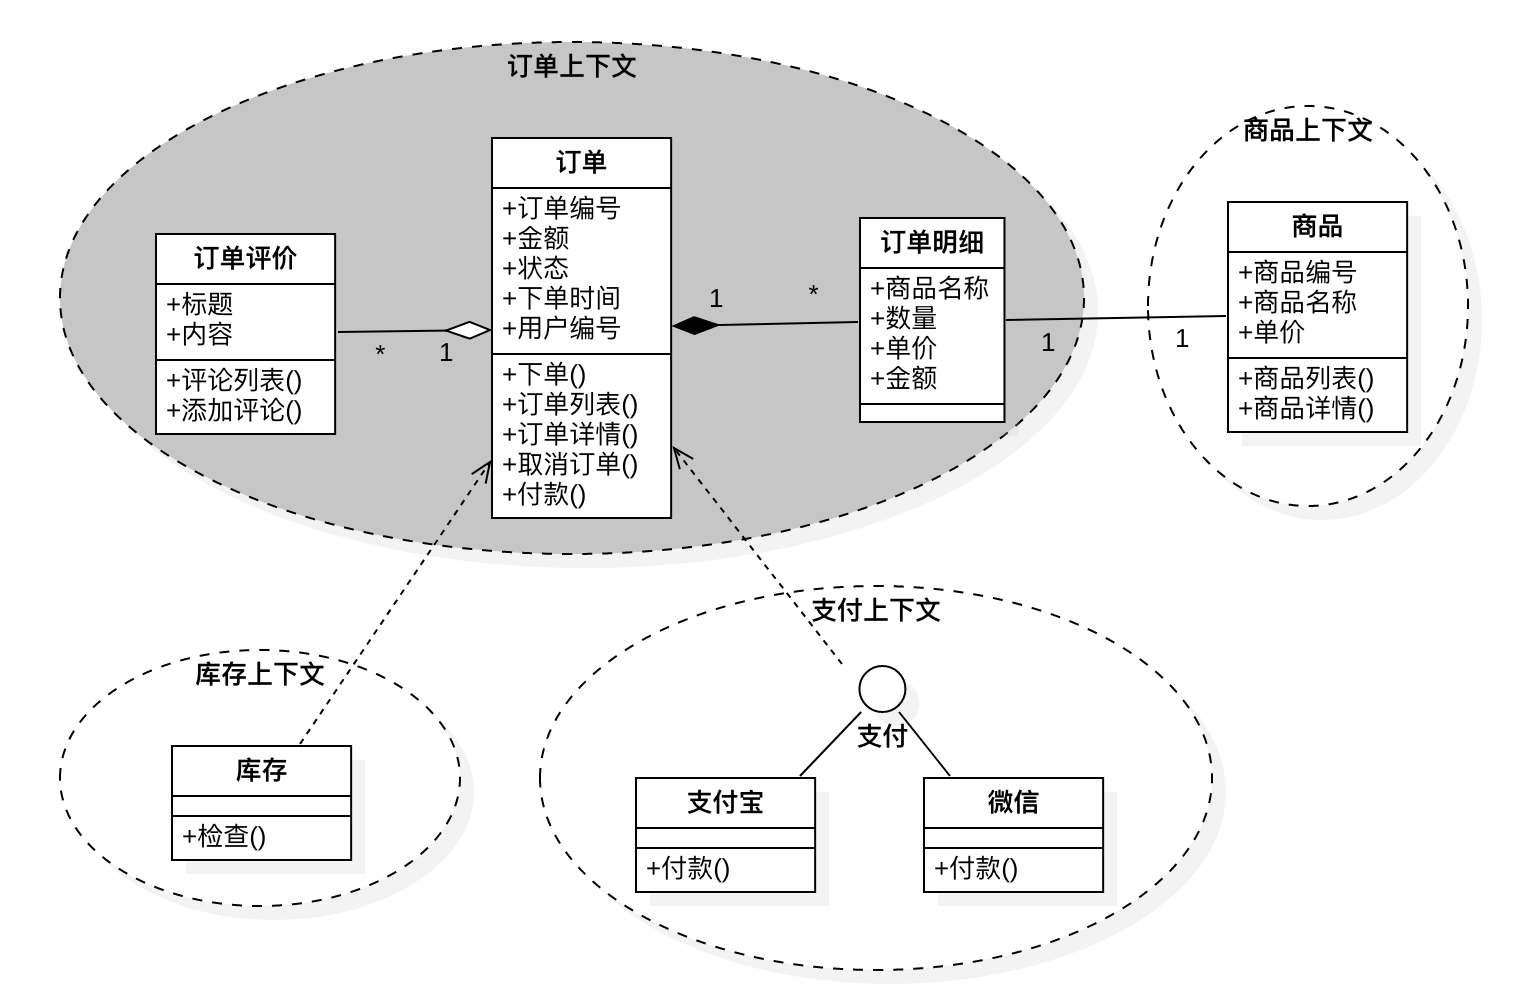 订单上下文
订单评价
+标题
+内容
+评论列表()
+添加评论()
*
1
订单
+订单编号
+金额
+状态
+下单时间
+用户编号
+下单()
+订单列表()
+订单详情()
+取消订单()
+付款()
1
*
订单明细
+商品名称
+数量
+单价
+金额
1
1
商品上下文
商品
+商品编号
+商品名称
+单价
+商品列表()
+商品详情()
库存上下文
库存
+检查()
支付上下文
支付
支付宝
+付款()
微信
+付款()